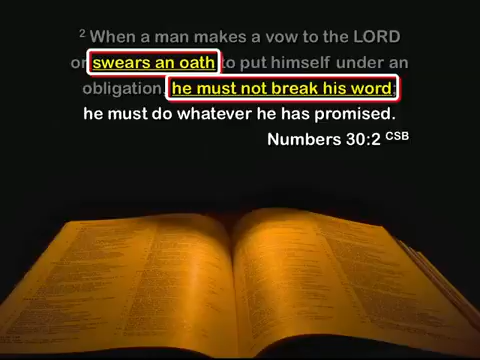 2 When a man makes a vow to the LORD
or swears an oath to put himself under an
obligation, he must not break his word;
he must do whatever he has promised.
Numbers 30:2 CSB